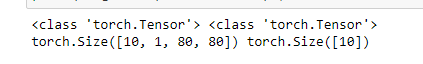 <class 'torch.Tensor'> <class 'torch.Tensor'>
torch.Size([10, 1, 80, 80]) torch.Size([10])